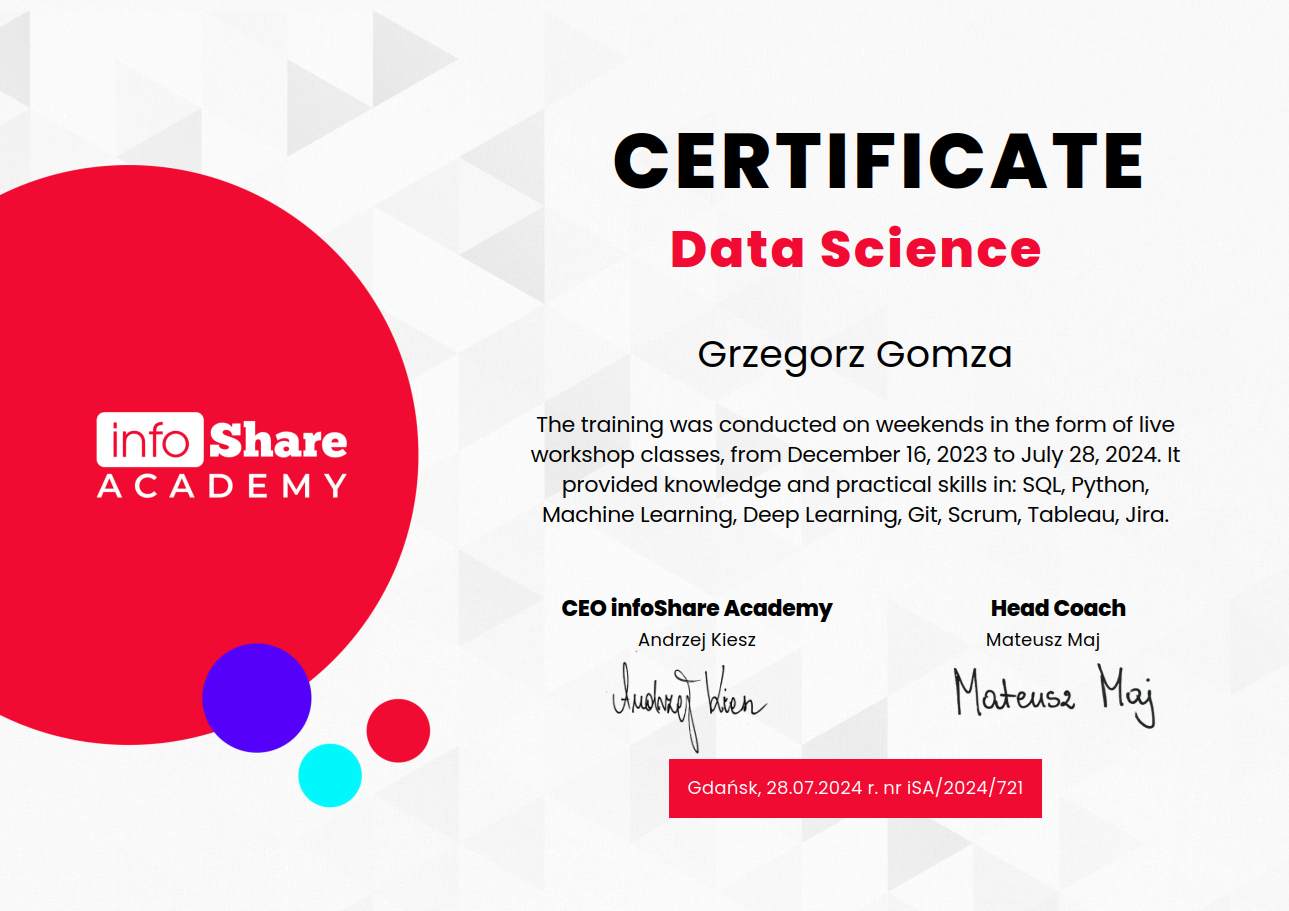 CERTIFICATE
Data Science
Grzegorz Gomza
info Share
ACADEMY
The training was conducted on weekends in the form of live
workshop classes, from December 16, 2023 to July 28, 2024. It
provided knowledge and practical skills in: SQL, Python,
Machine Learning, Deep Learning, Git, Scrum, Tableau, Jira.
CEO infoShare Academy
Andrzej Kiesz
Andrzej Kiesz
Head Coach
Mateusz Maj
Mateusz Maj
Gdańsk, 28.07.2024 r. nr iSA/2024/721